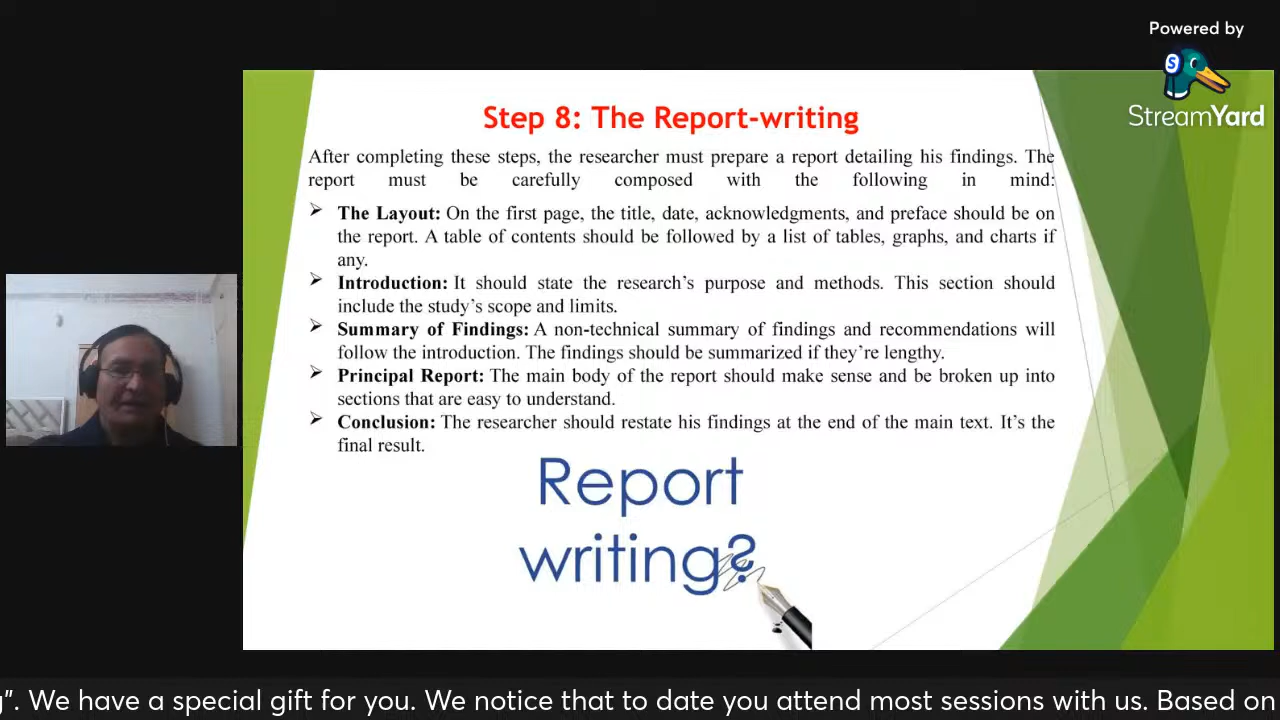 Powered by
S
StreamYard
Step 8: The Report-writing
After completing these steps, the researcher must prepare a report detailing his findings. The
report must be carefully composed with the following in mind:
➢ The Layout: On the first page, the title, date, acknowledgments, and preface should be on
the report. A table of contents should be followed by a list of tables, graphs, and charts if
any.
➢ Introduction: It should state the research’s purpose and methods. This section should
include the study’s scope and limits.
➢ Summary of Findings: A non-technical summary of findings and recommendations will
follow the introduction. The findings should be summarized if they’re lengthy.
➢ Principal Report: The main body of the report should make sense and be broken up into
sections that are easy to understand.
➢ Conclusion: The researcher should restate his findings at the end of the main text. It’s the
final result.
Report
writing?
g”. We have a special gift for you. We notice that to date you attend most sessions with us. Based on